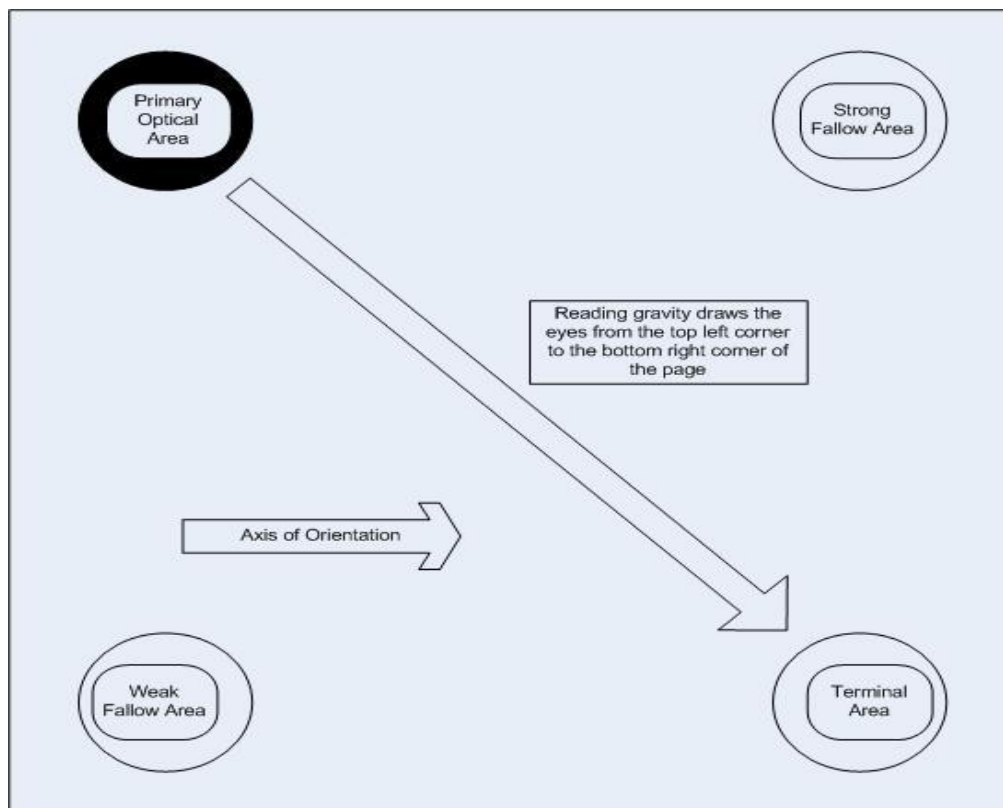 Primary
Optical
Area
Strong
Fallow Area
Reading gravity draws the
eyes from the top left corner
to the bottom right corner of
the page
Axis of Orientation
Weak
Fallow Area
Terminal
Area